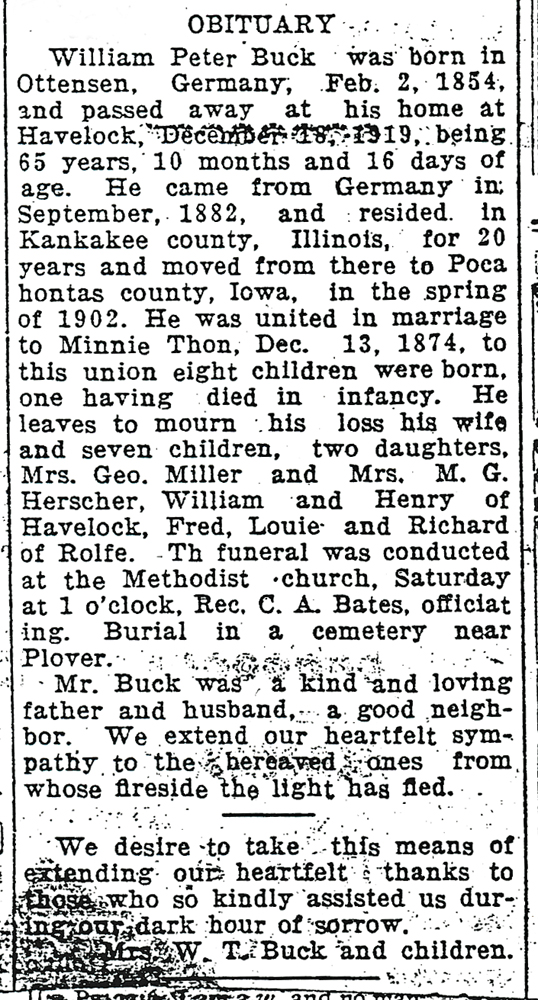 OBITUARY
William Peter Buck was born in
Ottensen, Germany, Feb. 2, 1854,
and passed away at his home at
Havelock, December 18, 1919, being
65 years, 10 months and 16 days of
age. He came from Germany in
September, 1882, and resided in
Kankakee county, Illinois, for 20
years and moved from there to Poca
hontas county, Iowa, in the spring
of 1902. He was united in marriage
to Minnie Thon, Dec. 13, 1874, to
this union eight children were born,
one having died in infancy. He
leaves to mourn his loss his wife
and seven children, two daughters,
Mrs. Geo. Miller and Mrs. M. G.
Herscher, William and Henry of
Havelock, Fred, Louie and Richard
of Rolfe. Th funeral was conducted
at the Methodist church, Saturday
at 1 o'clock, Rec. C. A. Bates, officiat
ing. Burial in a cemetery near
Plover.
Mr. Buck was a kind and loving
father and husband, a good neigh-
bor. We extend our heartfelt sym-
pathy to the bereaved ones from
whose fireside the light has fled.
We desire to take this means of
extending our heartfelt thanks to
those who so kindly assisted us dur-
ing our dark hour of sorrow.
Mrs. W. T. Buck and children.